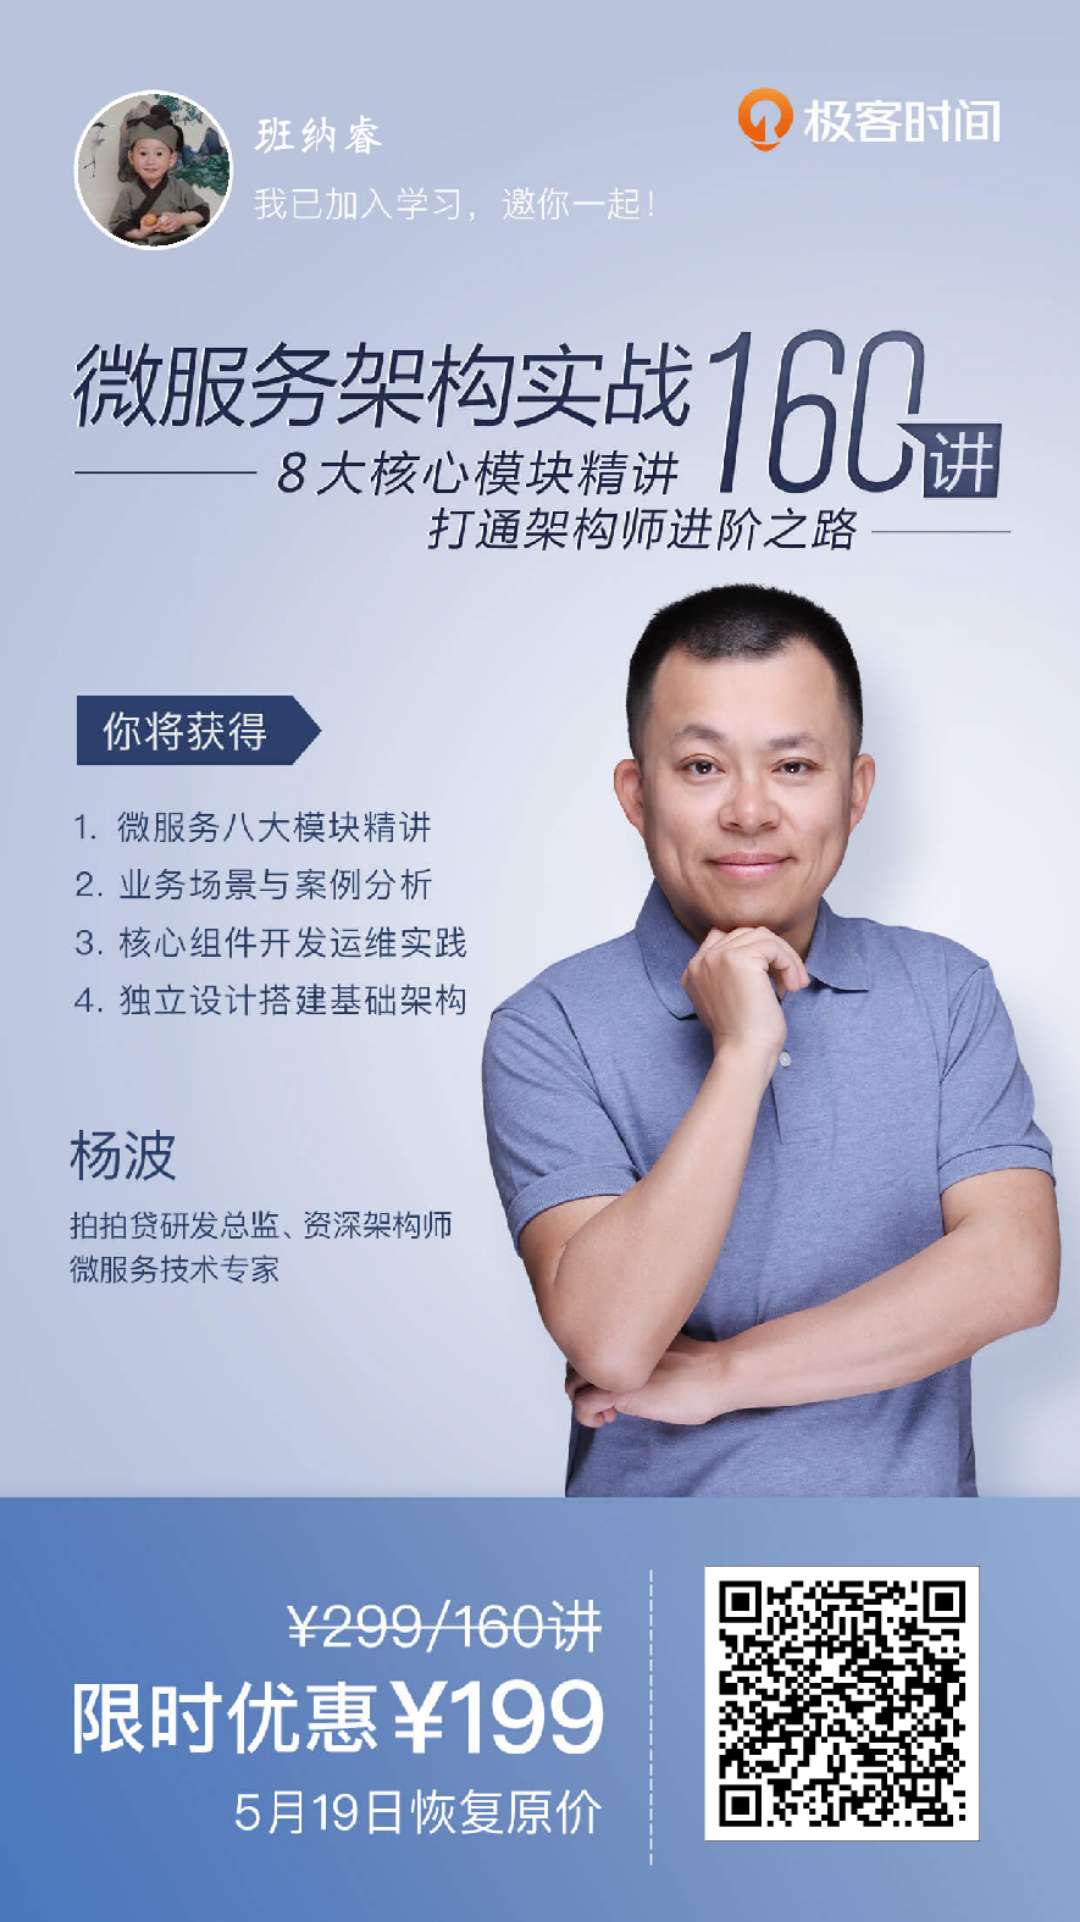 班纳睿
极客时间
我已加入学习，邀你一起！
微服务架构实战160讲
8大核心模块精讲
打通架构师进阶之路
你将获得
1. 微服务八大模块精讲
2. 业务场景与案例分析
3. 核心组件开发运维实践
4. 独立设计搭建基础架构
杨波
拍拍贷研发总监、资深架构师
微服务技术专家
¥299/160讲
限时优惠¥199
5月19日恢复原价